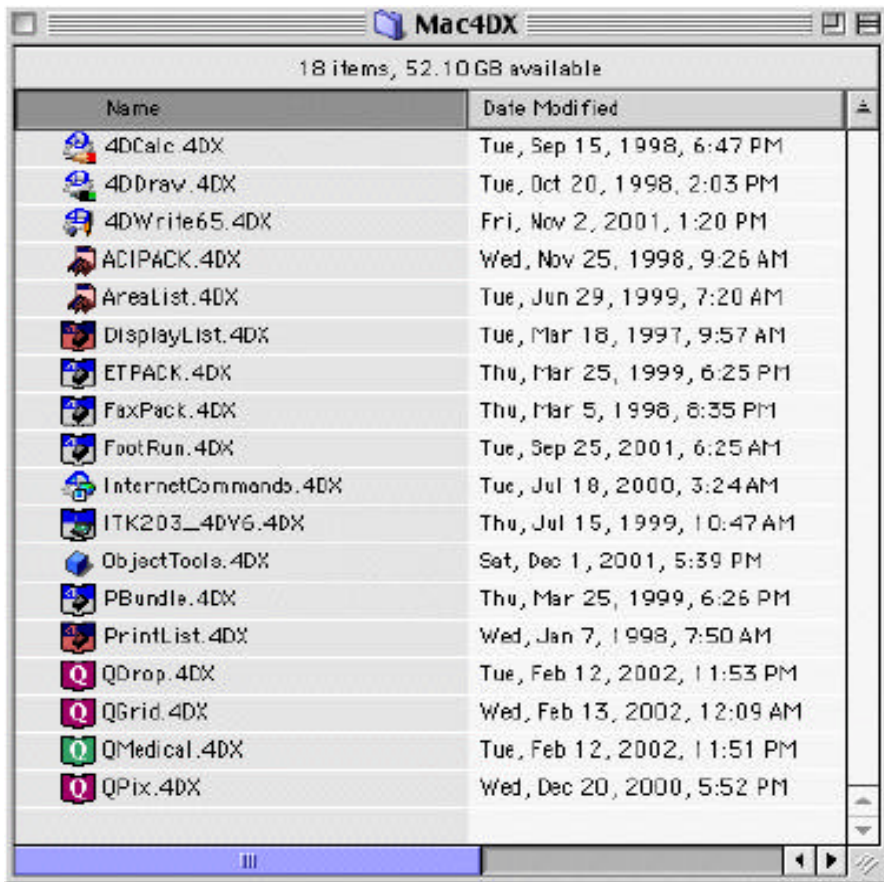 Mac4DX
18 items, 52.10 GB available
Name Date Modified
4DCalc.4DX Tue, Sep 15, 1998, 6:47 PM
4DDraw.4DX Tue, Oct 20, 1998, 2:03 PM
4DWrite65.4DX Fri, Nov 2, 2001, 1:20 PM
ACIPACK.4DX Wed, Nov 25, 1998, 9:26 AM
AreaList.4DX Tue, Jun 29, 1999, 7:20 AM
DisplayList.4DX Tue, Mar 18, 1997, 9:57 AM
ETPACK.4DX Thu, Mar 25, 1999, 6:25 PM
FaxPack.4DX Thu, Mar 5, 1998, 8:35 PM
FootRun.4DX Tue, Sep 25, 2001, 6:25 AM
InternetCommands.4DX Tue, Jul 18, 2000, 3:24 AM
ITK203_4DV6.4DX Thu, Jul 15, 1999, 10:47 AM
ObjectTools.4DX Sat, Dec 1, 2001, 5:39 PM
PBundle.4DX Thu, Mar 25, 1999, 6:26 PM
PrintList.4DX Wed, Jan 7, 1998, 7:50 AM
Q QDrop.4DX Tue, Feb 12, 2002, 11:53 PM
Q QGrid.4DX Wed, Feb 13, 2002, 12:09 AM
Q QMedical.4DX Tue, Feb 12, 2002, 11:51 PM
Q QPix.4DX Wed, Dec 20, 2000, 5:52 PM